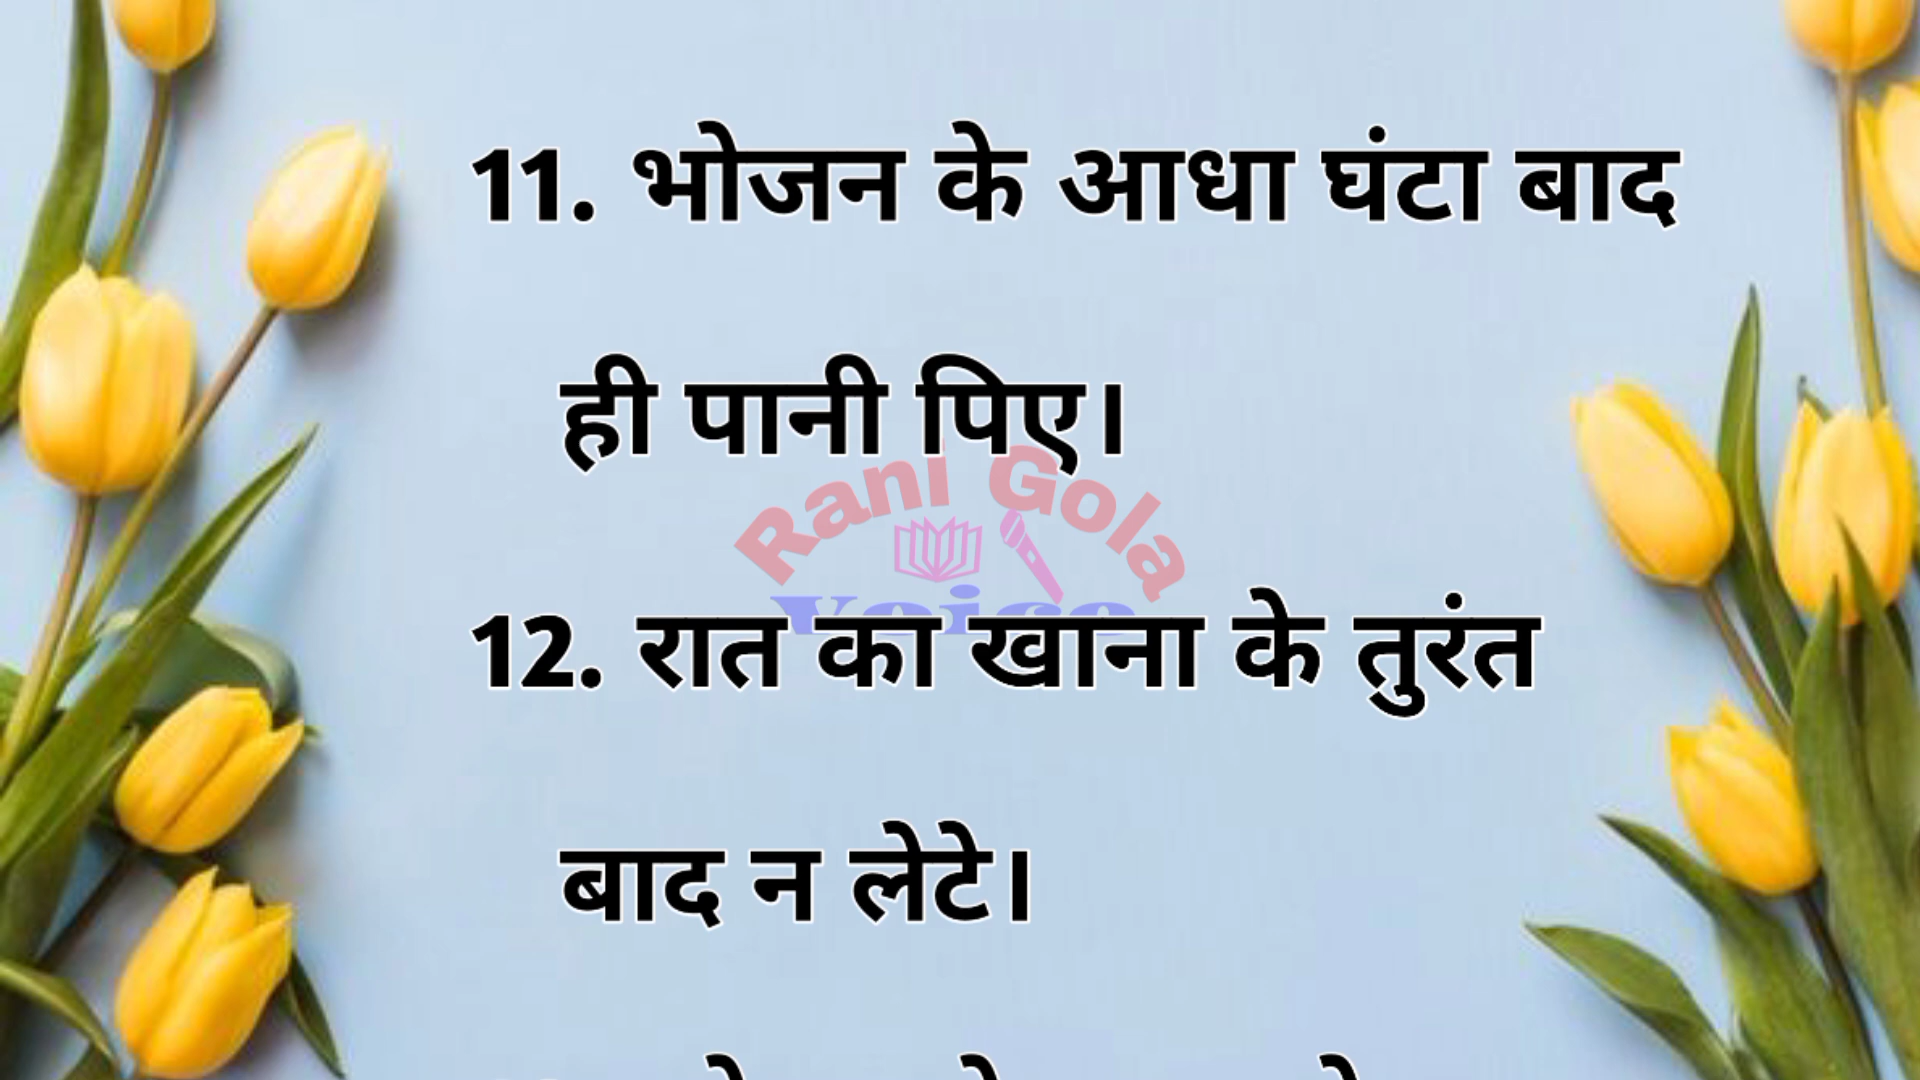 11. भोजन के आधा घंटा बाद
ही पानी पिए।
Rani Gola
Voice
12. रात का खाना के तुरंत
बाद न लेटे।